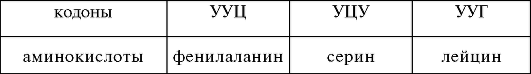 кодоны УУЦ УЦУ УУГ
аминокислоты фенилаланин серин лейцин